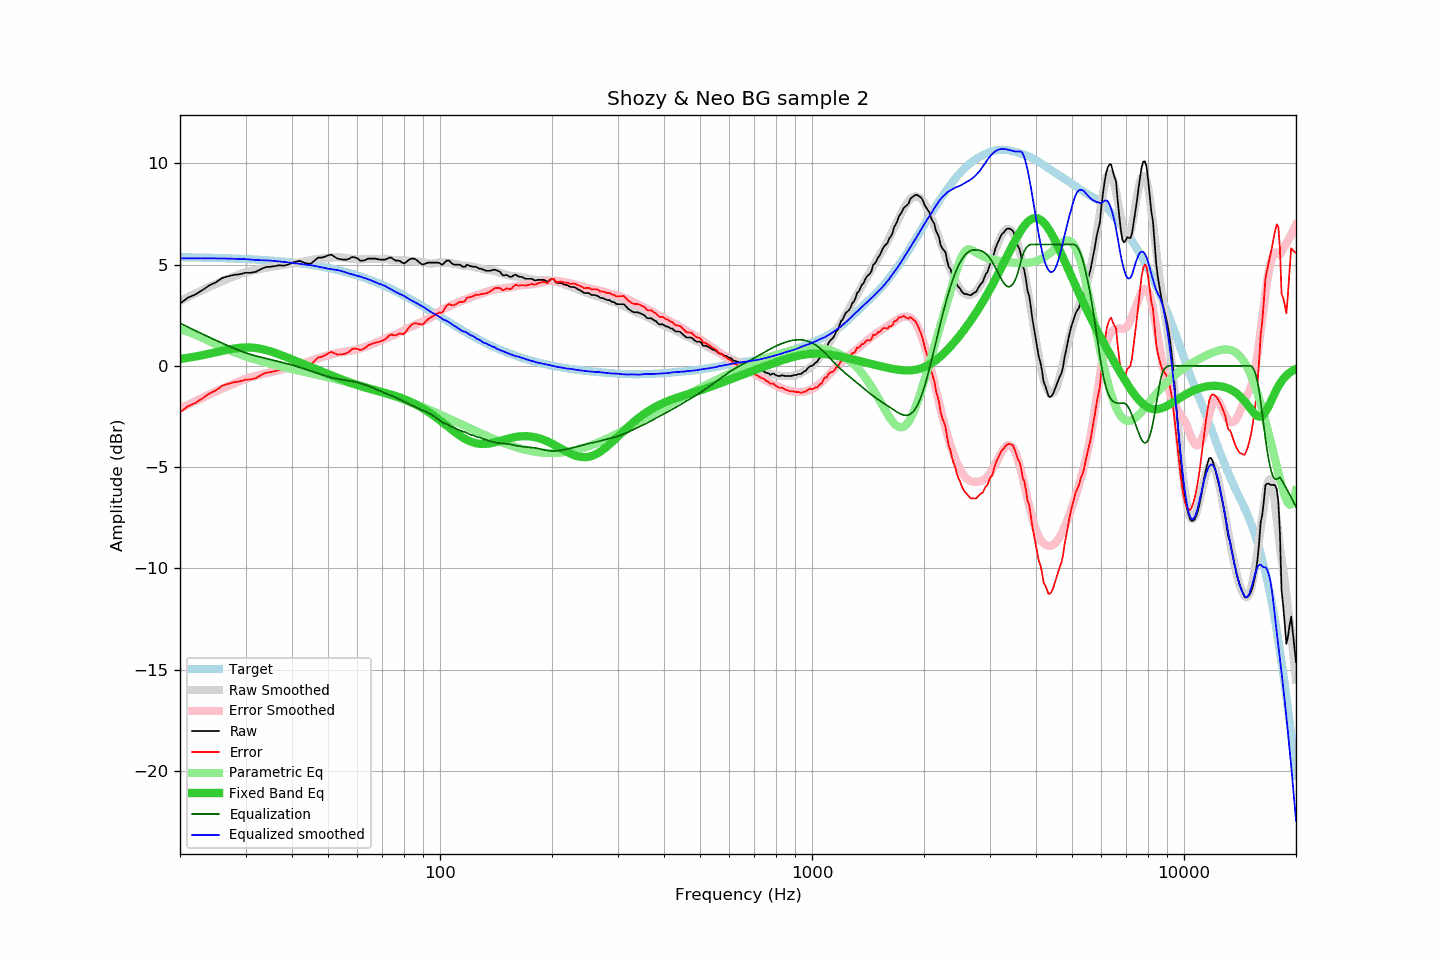 Shozy & Neo BG sample 2
Amplitude (dBr)
10
5
0
−5
−10
−15
−20
Target
Raw Smoothed
Error Smoothed
Raw
Error
Parametric Eq
Fixed Band Eq
Equalization
Equalized smoothed
100
1000
10000
Frequency (Hz)